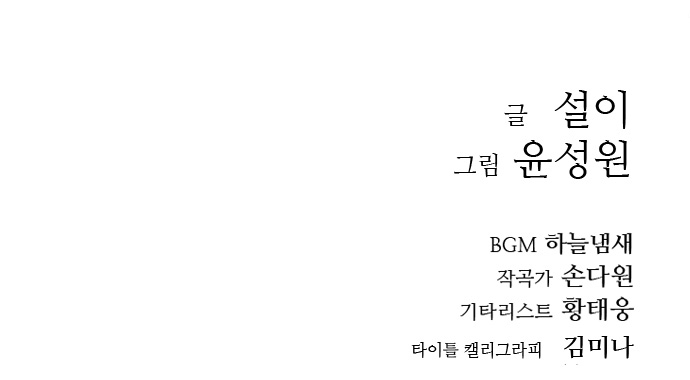 글 설이
그림 윤성원
BGM 하늘냄새
작곡가 손다원
기타리스트 황태웅
타이틀 캘리그라피 김미나